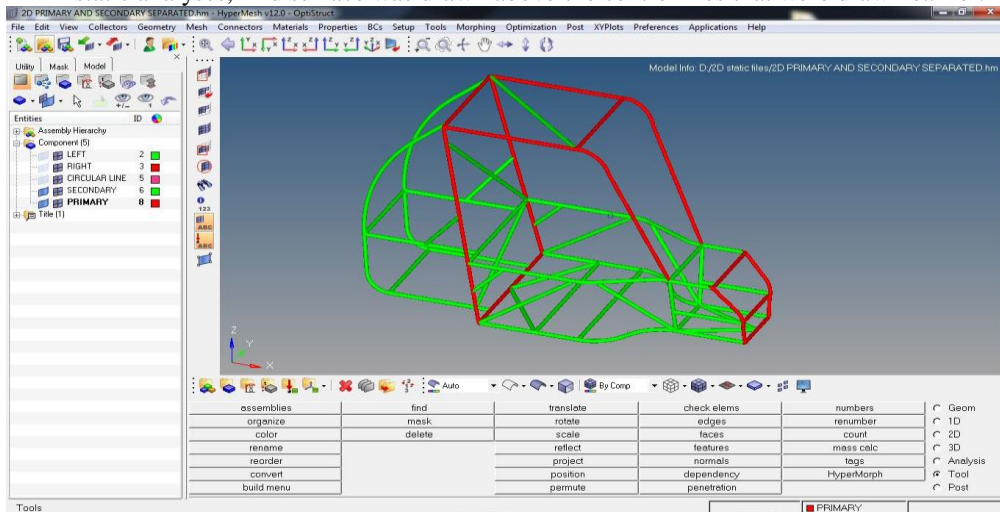 2D PRIMARY AND SECONDARY SEPARATED.hm - HyperMesh v12.0 - OptiStruct
File Edit View Collectors Geometry Mesh Connectors Materials Properties BCs Setup Tools Morphing Optimization Post XYPlots Preferences Applications Help
Utility Mask Model
Model Info: D:/2D static files/2D PRIMARY AND SECONDARY SEPARATED.hm
Entities ID
Assembly Hierarchy
Component (5)
LEFT 2
RIGHT 3
CIRCULAR LINE 5
SECONDARY 6
PRIMARY 8
Title (1)
123
ABC
ABC
Z
Y
X
Auto By Comp
assemblies find translate check elems numbers Geom
organize mask rotate edges renumber 1D
color delete scale faces count 2D
rename reflect features mass calc 3D
reorder project normals tags Analysis
convert position dependency HyperMorph Tool
build menu permute penetration Post
Tools PRIMARY